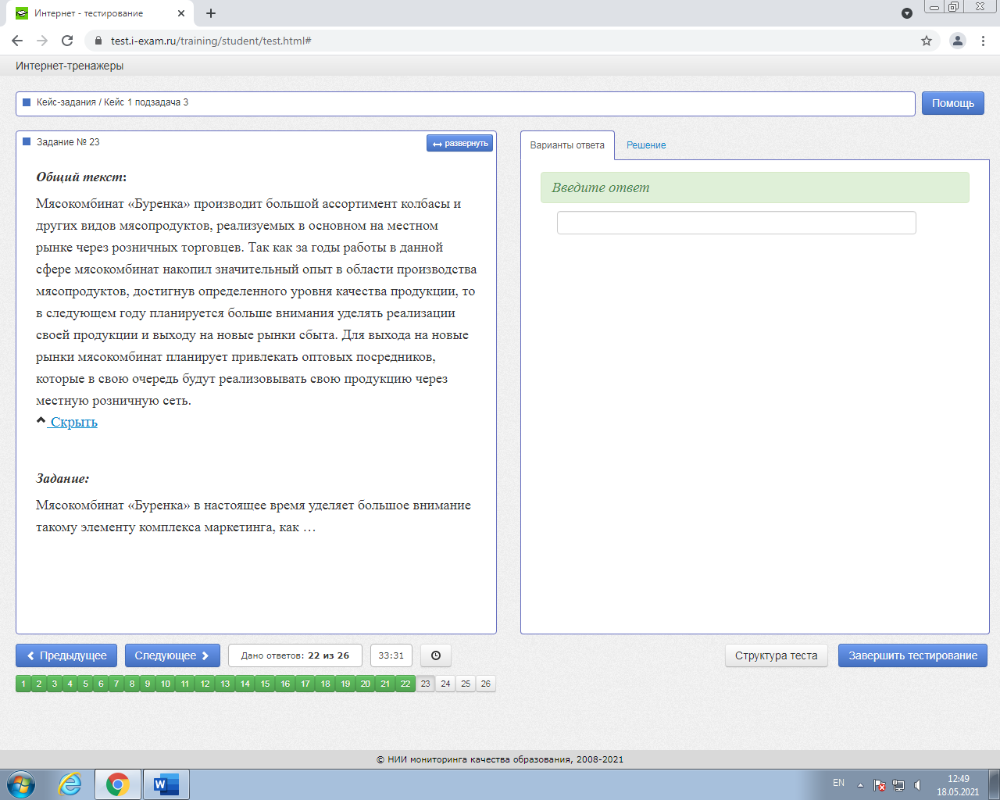 Интернет - тестирование
test.i-exam.ru/training/student/test.html#
Интернет-тренажеры
Кейс-задания / Кейс 1 подзадача 3
Помощь
Задание № 23
развернуть
Общий текст:
Мясокомбинат «Буренка» производит большой ассортимент колбасы и
других видов мясопродуктов, реализуемых в основном на местном
рынке через розничных торговцев. Так как за годы работы в данной
сфере мясокомбинат накопил значительный опыт в области производства
мясопродуктов, достигнув определенного уровня качества продукции, то
в следующем году планируется больше внимания уделять реализации
своей продукции и выходу на новые рынки сбыта. Для выхода на новые
рынки мясокомбинат планирует привлекать оптовых посредников,
которые в свою очередь будут реализовывать свою продукцию через
местную розничную сеть.
Скрыть
Задание:
Мясокомбинат «Буренка» в настоящее время уделяет большое внимание
такому элементу комплекса маркетинга, как …
Варианты ответа
Решение
Введите ответ
Предыдущее
Следующее
Дано ответов: 22 из 26
33:31
Структура теста
Завершить тестирование
1 2 3 4 5 6 7 8 9 10 11 12 13 14 15 16 17 18 19 20 21 22 23 24 25 26
© НИИ мониторинга качества образования, 2008-2021
W
EN
12:49
18.05.2021